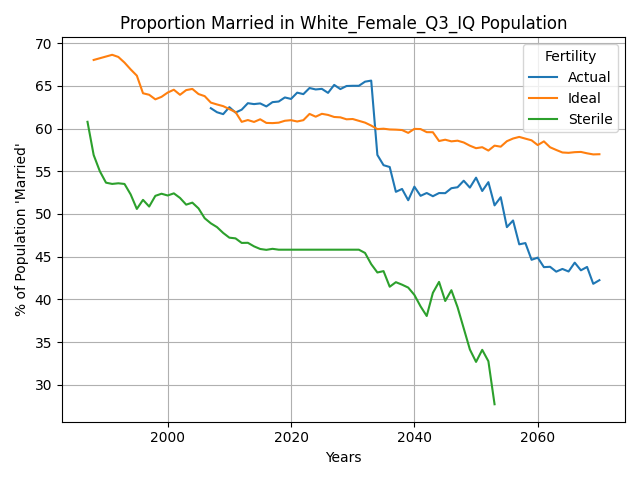 Proportion Married in White_Female_Q3_IQ Population
% of Population 'Married'
70
65
60
55
50
45
40
35
30
Fertility
Actual
Ideal
Sterile
2000
2020
2040
2060
Years